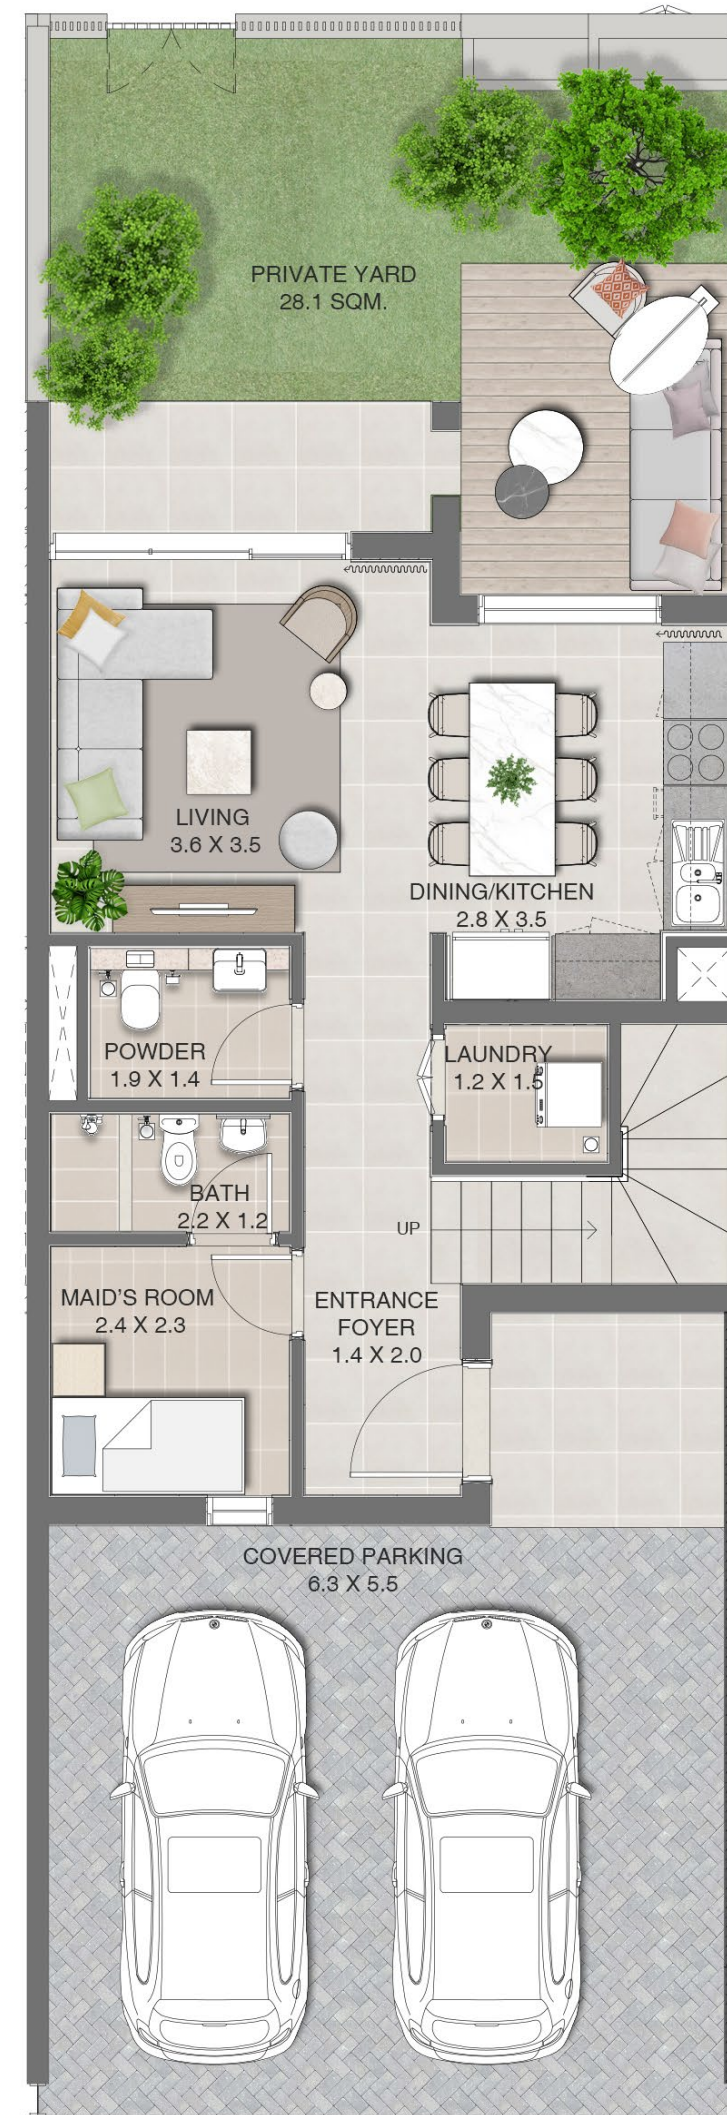 PRIVATE YARD
28.1 SQM.
LIVING
3.6 X 3.5
DINING/KITCHEN
2.8 X 3.5
POWDER
1.9 X 1.4
LAUNDRY
1.2 X 1.5
BATH
2.2 X 1.2
UP
MAID'S ROOM
2.4 X 2.3
ENTRANCE
FOYER
1.4 X 2.0
COVERED PARKING
6.3 X 5.5